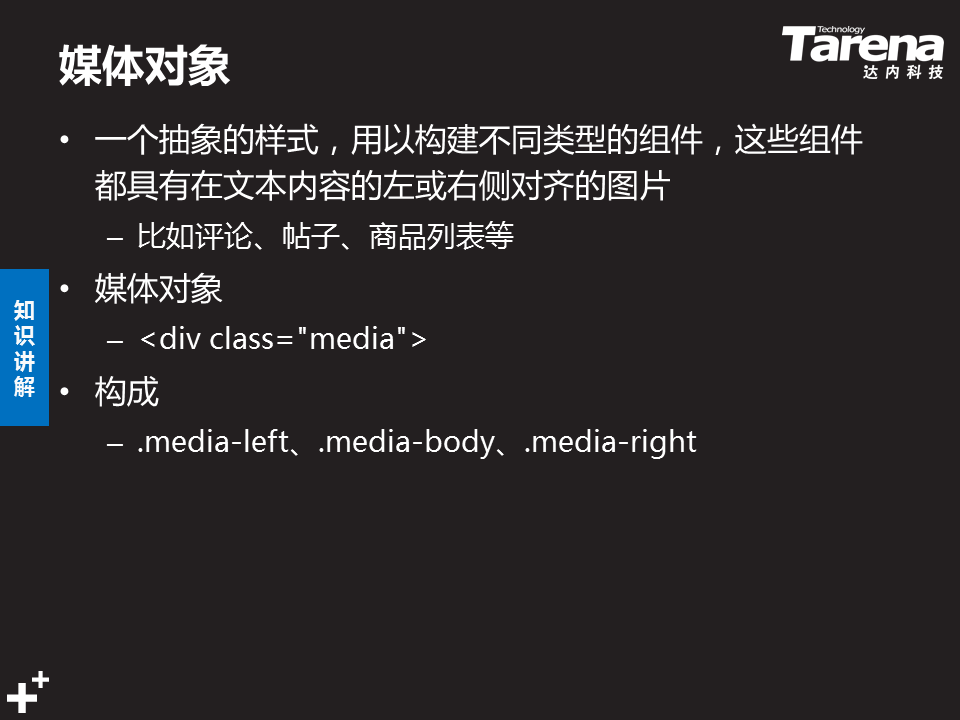 媒体对象
Technology
Tarena
达内科技
• 一个抽象的样式，用以构建不同类型的组件，这些组件
都具有在文本内容的左或右侧对齐的图片
– 比如评论、帖子、商品列表等
• 媒体对象
– <div class="media">
• 构成
– .media-left、.media-body、.media-right
知
识
讲
解